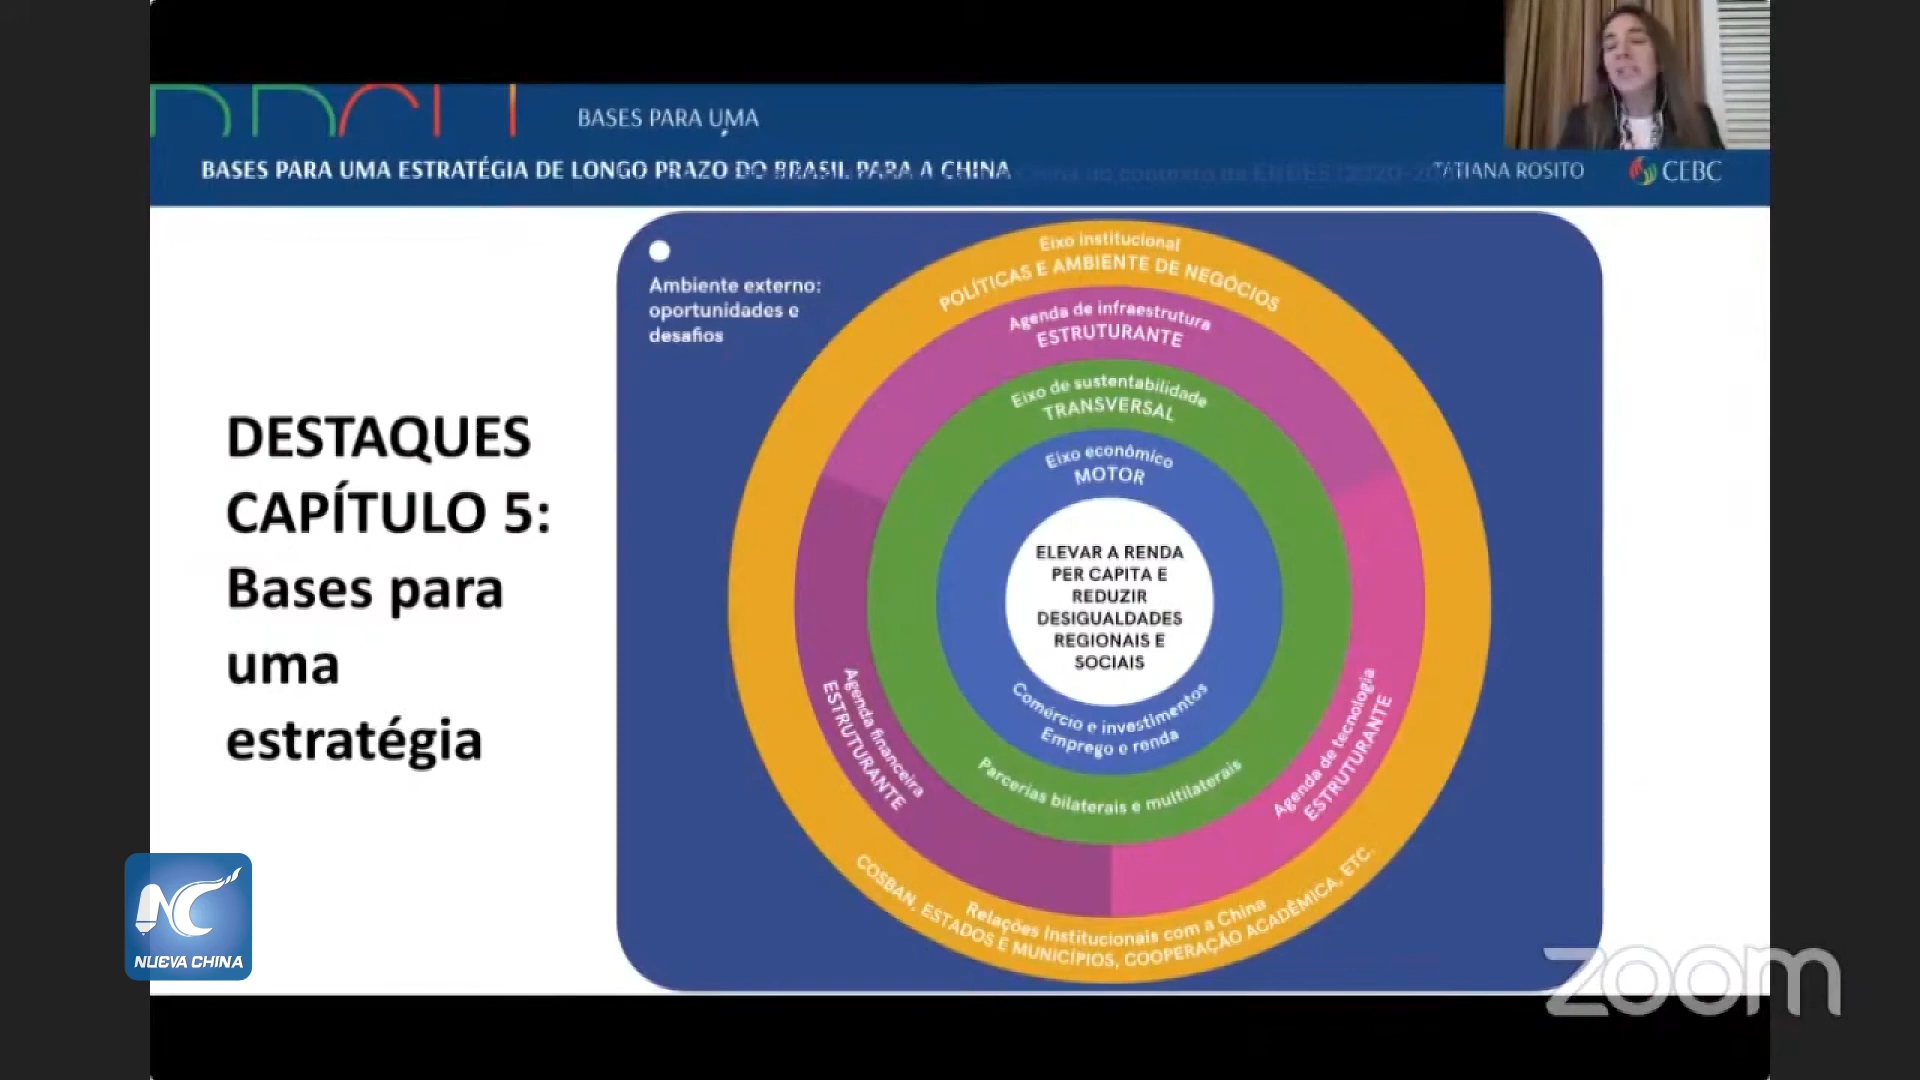 BASES PARA UMA
BASES PARA UMA ESTRATÉGIA DE LONGO PRAZO DO BRASIL PARA A CHINA
TATIANA ROSITO
CEBC
DESTAQUES
CAPÍTULO 5:
Bases para
uma
estratégia
Ambiente externo:
oportunidades e
desafios
Eixo institucional
POLÍTICAS E AMBIENTE DE NEGÓCIOS
Agenda de infraestrutura
ESTRUTURANTE
Eixo de sustentabilidade
TRANSVERSAL
Eixo econômico
MOTOR
ELEVAR A RENDA
PER CAPITA E
REDUZIR
DESIGUALDADES
REGIONAIS E
SOCIAIS
Comércio e investimentos
Emprego e renda
Parcerias bilaterais e multilaterais
Agenda financeira
ESTRUTURANTE
Agenda de tecnologia
ESTRUTURANTE
Relações Institucionais com a China
COSBAN, ESTADOS E MUNICÍPIOS, COOPERAÇÃO ACADÊMICA, ETC.
NC
NUEVA CHINA
zoom